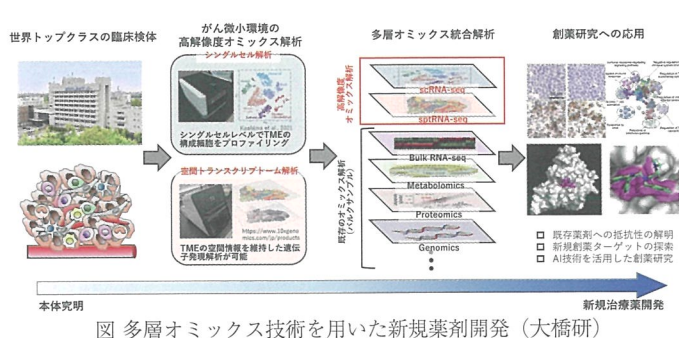 世界トップクラスの臨床検体
がん微小環境の
高解像度オミックス解析
シングルセル解析
シングルセルレベルでTMEの
構成細胞をプロファイリング
空間トランスクリプトーム解析
https://www.10xgeno
mics.com/jp/products
TMEの空間情報を維持した遺伝
子発現解析が可能
多層オミックス統合解析
高解像度
オミックス解析
scRNA-seq
sptRNA-seq
既存のオミックス解析
(バルクサンプル)
Bulk RNA-seq
Metabolomics
Proteomics
Genomics
創薬研究への応用
既存薬剤への抵抗性の解明
新規創薬ターゲットの探索
AI技術を活用した創薬研究
本体究明
新規治療薬開発
図 多層オミックス技術を用いた新規薬剤開発（大橋研）